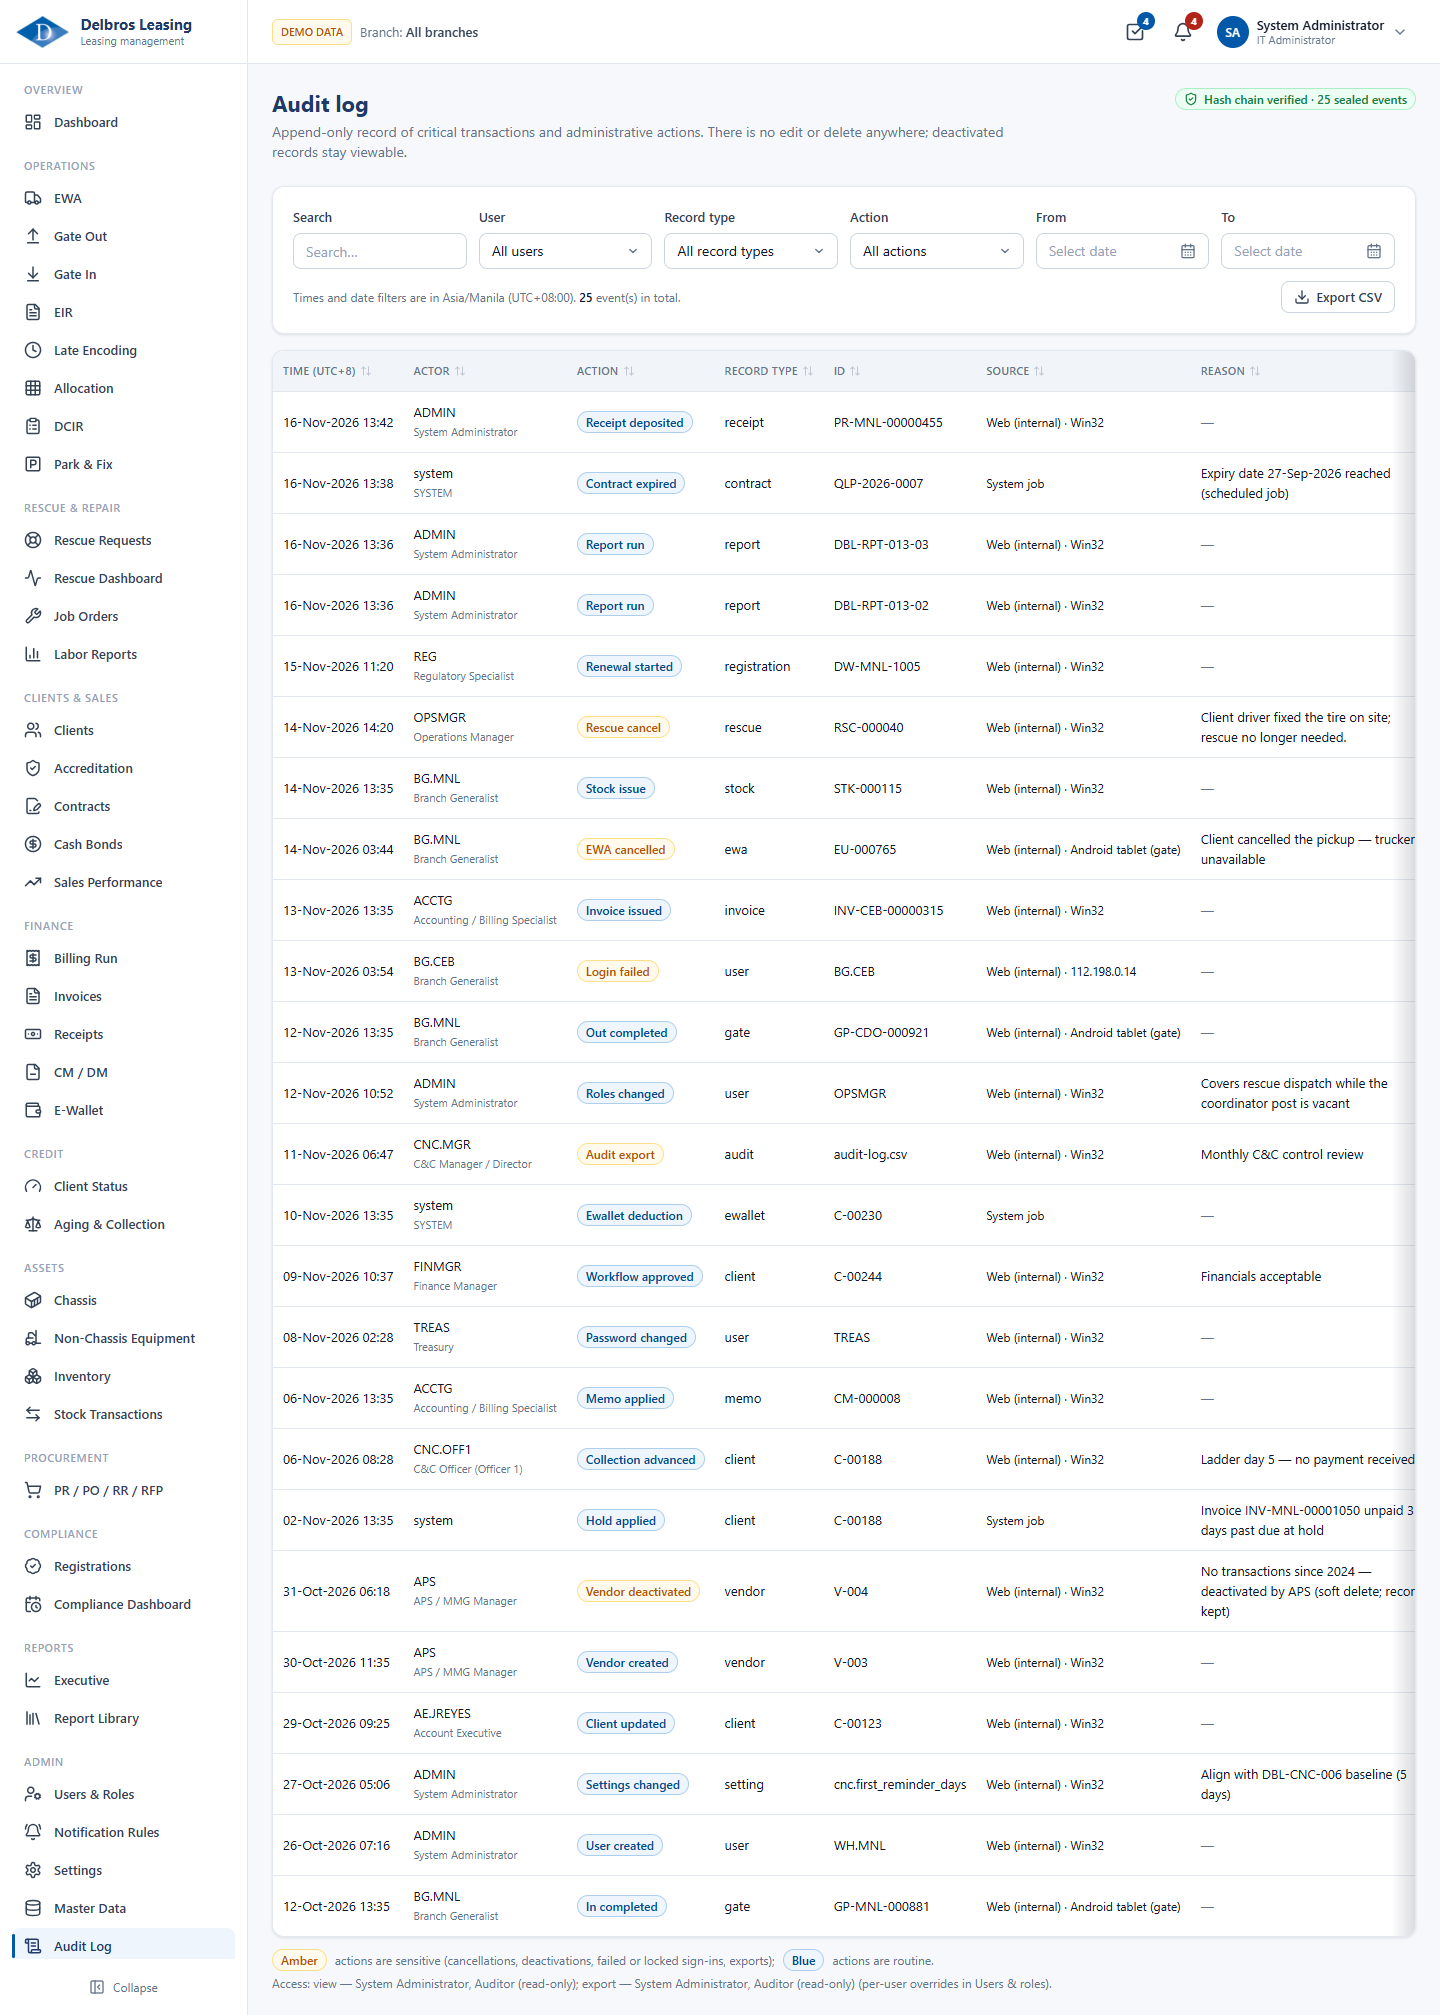 Delbros Leasing
Leasing management
OVERVIEW
Dashboard
OPERATIONS
EWA
Gate Out
Gate In
EIR
Late Encoding
Allocation
DCIR
Park & Fix
RESCUE & REPAIR
Rescue Requests
Rescue Dashboard
Job Orders
Labor Reports
CLIENTS & SALES
Clients
Accreditation
Contracts
Cash Bonds
Sales Performance
FINANCE
Billing Run
Invoices
Receipts
CM / DM
E-Wallet
CREDIT
Client Status
Aging & Collection
ASSETS
Chassis
Non-Chassis Equipment
Inventory
Stock Transactions
PROCUREMENT
PR / PO / RR / RFP
COMPLIANCE
Registrations
Compliance Dashboard
REPORTS
Executive
Report Library
ADMIN
Users & Roles
Notification Rules
Settings
Master Data
Audit Log
Collapse
DEMO DATA Branch: All branches
4 4 SA System Administrator
IT Administrator
Audit log
Hash chain verified · 25 sealed events
Append-only record of critical transactions and administrative actions. There is no edit or delete anywhere; deactivated
records stay viewable.
Search User Record type Action From To
Search... All users All record types All actions Select date Select date
Times and date filters are in Asia/Manila (UTC+08:00). 25 event(s) in total.
Export CSV
TIME (UTC+8) ACTOR ACTION RECORD TYPE ID SOURCE REASON
16-Nov-2026 13:42 ADMIN System Administrator Receipt deposited receipt PR-MNL-00000455 Web (internal) · Win32 —
16-Nov-2026 13:38 system SYSTEM Contract expired contract QLP-2026-0007 System job Expiry date 27-Sep-2026 reached
(scheduled job)
16-Nov-2026 13:36 ADMIN System Administrator Report run report DBL-RPT-013-03 Web (internal) · Win32 —
16-Nov-2026 13:36 ADMIN System Administrator Report run report DBL-RPT-013-02 Web (internal) · Win32 —
15-Nov-2026 11:20 REG Regulatory Specialist Renewal started registration DW-MNL-1005 Web (internal) · Win32 —
14-Nov-2026 14:20 OPSMGR Operations Manager Rescue cancel rescue RSC-000040 Web (internal) · Win32 Client driver fixed the tire on site;
rescue no longer needed.
14-Nov-2026 13:35 BG.MNL Branch Generalist Stock issue stock STK-000115 Web (internal) · Win32 —
14-Nov-2026 03:44 BG.MNL Branch Generalist EWA cancelled ewa EU-000765 Web (internal) · Android tablet (gate) Client cancelled the pickup — trucker
unavailable
13-Nov-2026 13:35 ACCTG Accounting / Billing Specialist Invoice issued invoice INV-CEB-00000315 Web (internal) · Win32 —
13-Nov-2026 03:54 BG.CEB Branch Generalist Login failed user BG.CEB Web (internal) · 112.198.0.14 —
12-Nov-2026 13:35 BG.MNL Branch Generalist Out completed gate GP-CDO-000921 Web (internal) · Android tablet (gate) —
12-Nov-2026 10:52 ADMIN System Administrator Roles changed user OPSMGR Web (internal) · Win32 Covers rescue dispatch while the
coordinator post is vacant
11-Nov-2026 06:47 CNC.MGR C&C Manager / Director Audit export audit audit-log.csv Web (internal) · Win32 Monthly C&C control review
10-Nov-2026 13:35 system SYSTEM Ewallet deduction ewallet C-00230 System job —
09-Nov-2026 10:37 FINMGR Finance Manager Workflow approved client C-00244 Web (internal) · Win32 Financials acceptable
08-Nov-2026 02:28 TREAS Treasury Password changed user TREAS Web (internal) · Win32 —
06-Nov-2026 13:35 ACCTG Accounting / Billing Specialist Memo applied memo CM-000008 Web (internal) · Win32 —
06-Nov-2026 08:28 CNC.OFF1 C&C Officer (Officer 1) Collection advanced client C-00188 Web (internal) · Win32 Ladder day 5 — no payment received
02-Nov-2026 13:35 system Hold applied client C-00188 System job Invoice INV-MNL-00001050 unpaid 3
days past due at hold
31-Oct-2026 06:18 APS APS / MMG Manager Vendor deactivated vendor V-004 Web (internal) · Win32 No transactions since 2024 —
deactivated by APS (soft delete; recor
kept)
30-Oct-2026 11:35 APS APS / MMG Manager Vendor created vendor V-003 Web (internal) · Win32 —
29-Oct-2026 09:25 AE.JREYES Account Executive Client updated client C-00123 Web (internal) · Win32 —
27-Oct-2026 05:06 ADMIN System Administrator Settings changed setting cnc.first_reminder_days Web (internal) · Win32 Align with DBL-CNC-006 baseline (5
days)
26-Oct-2026 07:16 ADMIN System Administrator User created user WH.MNL Web (internal) · Win32 —
12-Oct-2026 13:35 BG.MNL Branch Generalist In completed gate GP-MNL-000881 Web (internal) · Android tablet (gate) —
Amber actions are sensitive (cancellations, deactivations, failed or locked sign-ins, exports); Blue actions are routine.
Access: view — System Administrator, Auditor (read-only); export — System Administrator, Auditor (read-only) (per-user overrides in Users & roles).